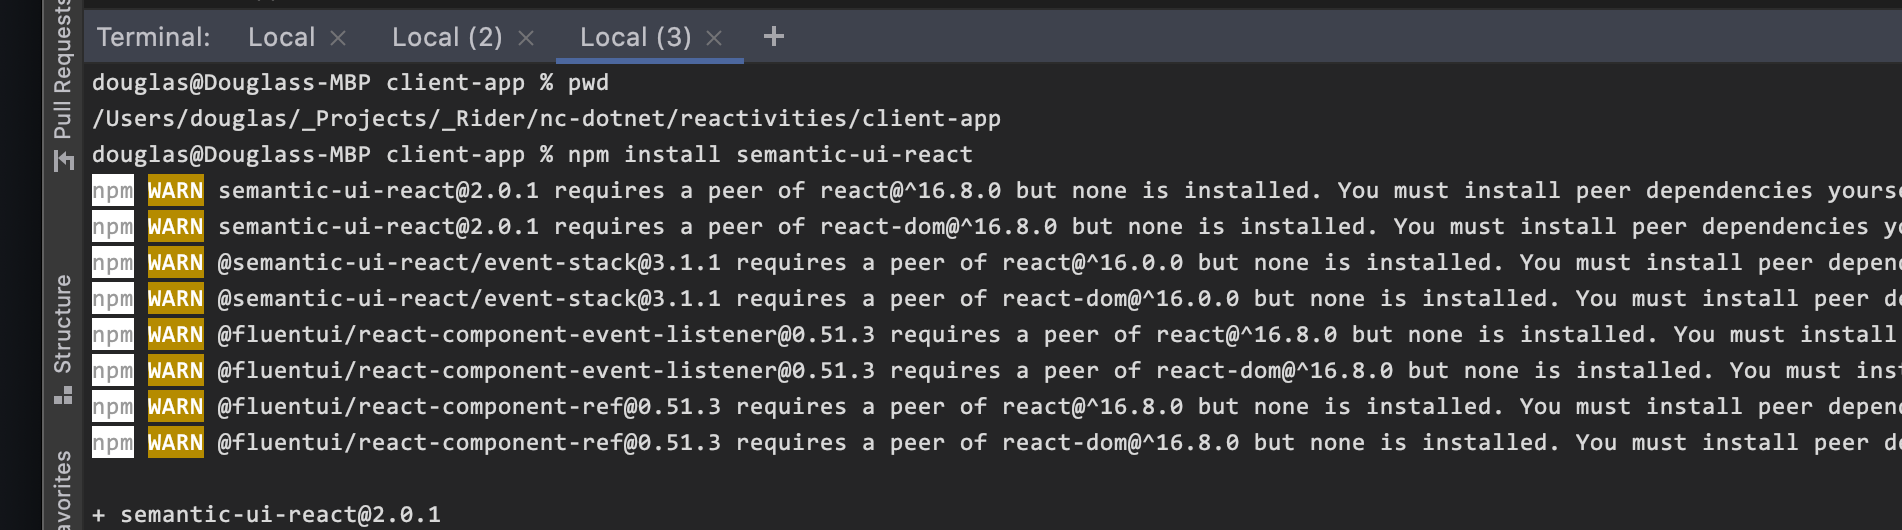 Terminal: Local × Local (2) × Local (3) × +
douglas@Douglass-MBP client-app % pwd
/Users/douglas/_Projects/_Rider/nc-dotnet/reactivities/client-app
douglas@Douglass-MBP client-app % npm install semantic-ui-react
npm WARN semantic-ui-react@2.0.1 requires a peer of react@^16.8.0 but none is installed. You must install peer dependencies
npm WARN semantic-ui-react@2.0.1 requires a peer of react-dom@^16.8.0 but none is installed. You must install peer dependencies
npm WARN @semantic-ui-react/event-stack@3.1.1 requires a peer of react@^16.0.0 but none is installed. You must install peer
npm WARN @semantic-ui-react/event-stack@3.1.1 requires a peer of react-dom@^16.0.0 but none is installed. You must install peer
npm WARN @fluentui/react-component-event-listener@0.51.3 requires a peer of react@^16.8.0 but none is installed. You must install
npm WARN @fluentui/react-component-event-listener@0.51.3 requires a peer of react-dom@^16.8.0 but none is installed. You must
npm WARN @fluentui/react-component-ref@0.51.3 requires a peer of react@^16.8.0 but none is installed. You must install peer
npm WARN @fluentui/react-component-ref@0.51.3 requires a peer of react-dom@^16.8.0 but none is installed. You must install peer
+ semantic-ui-react@2.0.1
Pull Requests
Structure